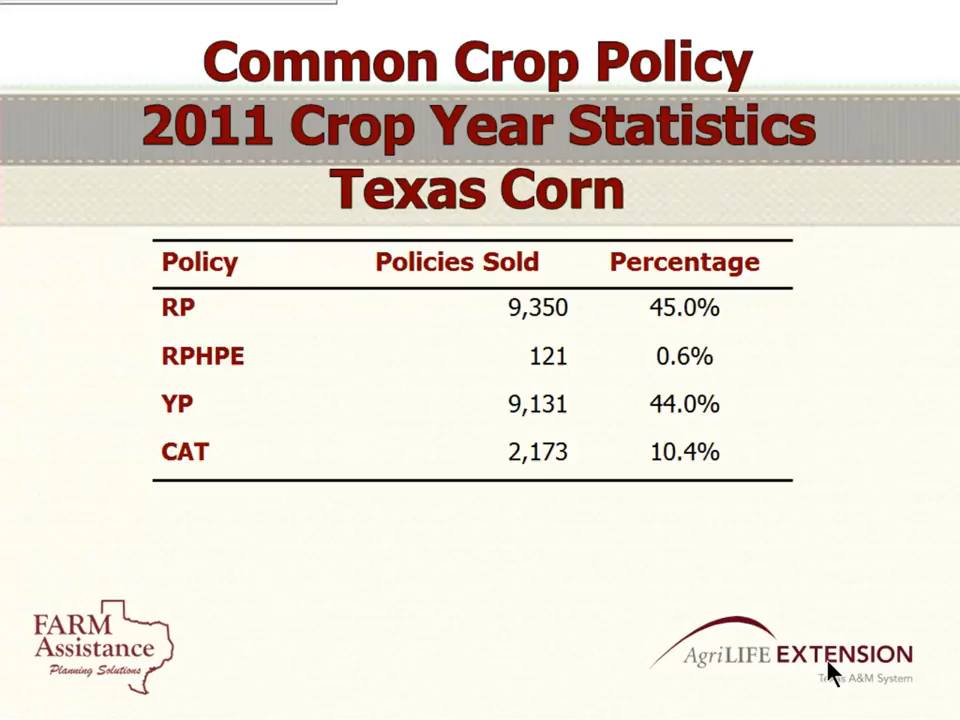 Common Crop Policy
2011 Crop Year Statistics
Texas Corn
Policy Policies Sold Percentage
RP 9,350 45.0%
RPHPE 121 0.6%
YP 9,131 44.0%
CAT 2,173 10.4%
FARM
Assistance
Planning Solutions
AgriLIFE EXTENSION
Texas A&M System